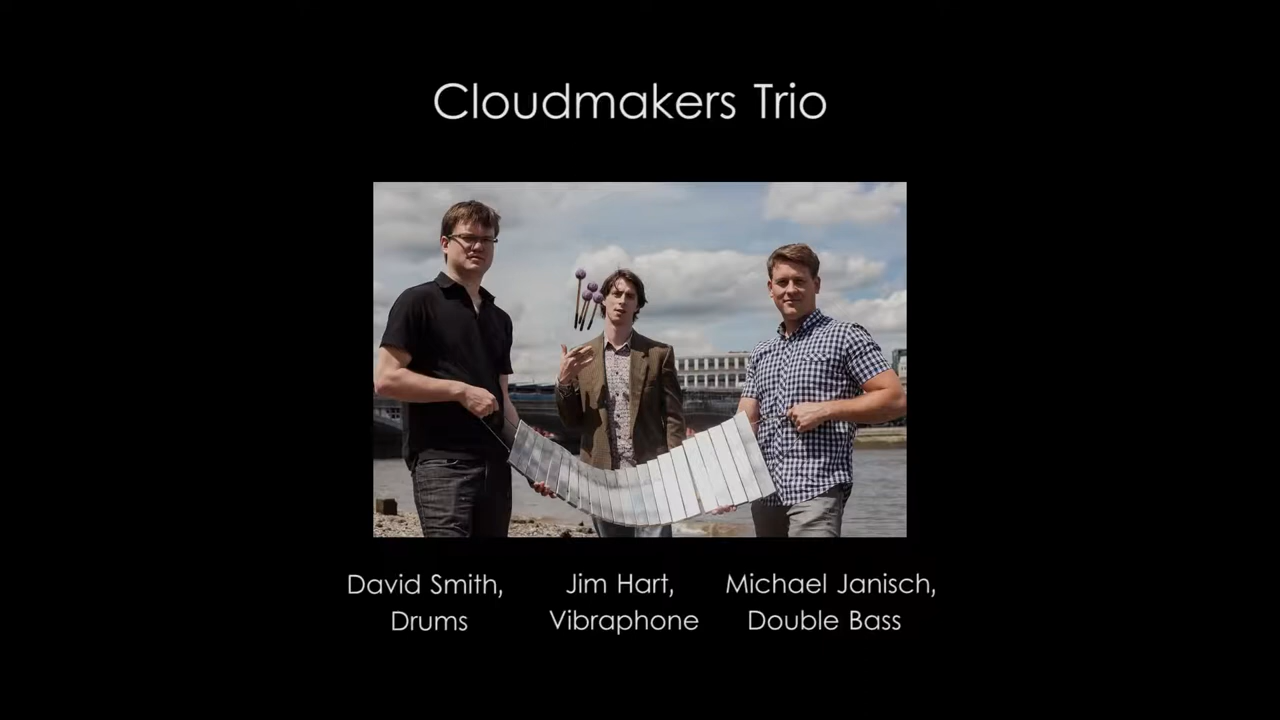 Cloudmakers Trio
David Smith, Jim Hart, Michael Janisch,
Drums Vibraphone Double Bass